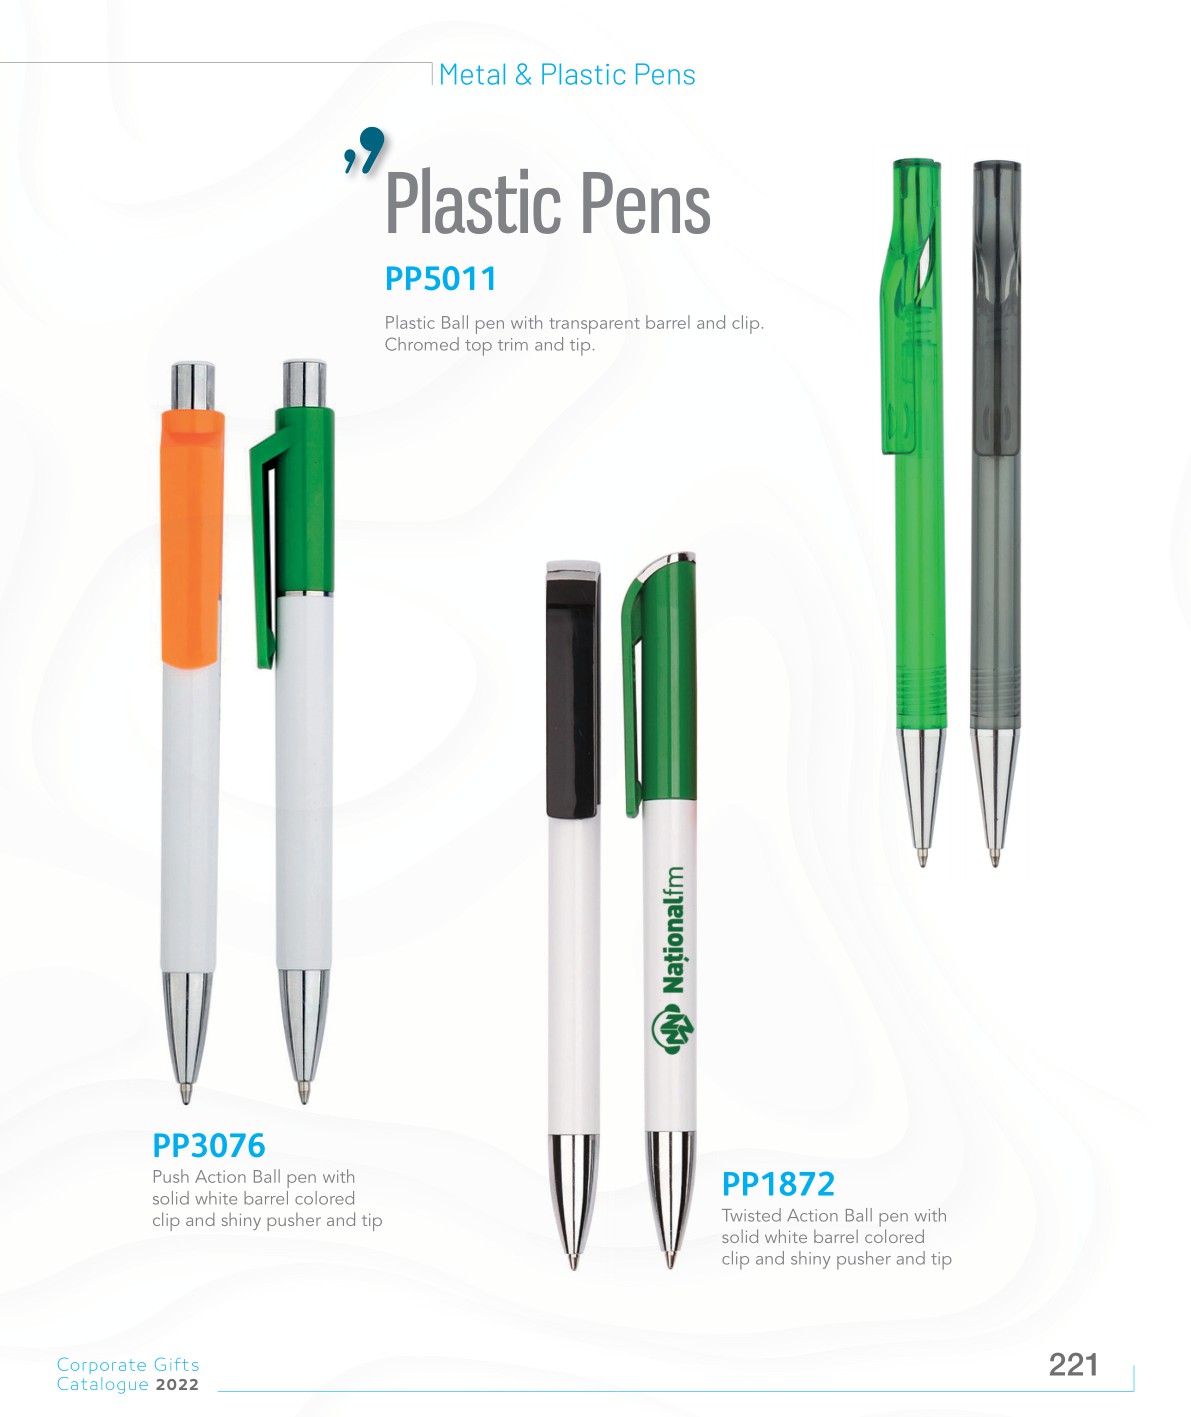 Metal & Plastic Pens
Plastic Pens
PP5011
Plastic Ball pen with transparent barrel and clip.
Chromed top trim and tip.
Naționalfm
PP3076
Push Action Ball pen with
solid white barrel colored
clip and shiny pusher and tip
PP1872
Twisted Action Ball pen with
solid white barrel colored
clip and shiny pusher and tip
Corporate Gifts
Catalogue 2022
221